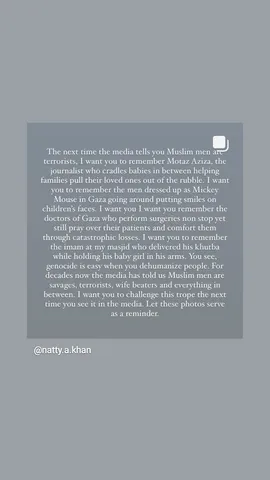 The next time the media tells you Muslim men are
terrorists, I want you to remember Motaz Aziza, the
journalist who cradles babies in between helping
families pull their loved ones out of the rubble. I want
you to remember the men dressed up as Mickey
Mouse in Gaza going around putting smiles on
children's faces. I want you I want you remember the
doctors of Gaza who perform surgeries non stop yet
still pray over their patients and comfort them
through catastrophic losses. I want you to remember
the imam at my masjid who delivered his khutba
while holding his baby girl in his arms. You see,
genocide is easy when you dehumanize people. For
decades now the media has told us Muslim men are
savages, terrorists, wife beaters and everything in
between. I want you to challenge this trope the next
time you see it in the media. Let these photos serve
as a reminder.
@natty.a.khan